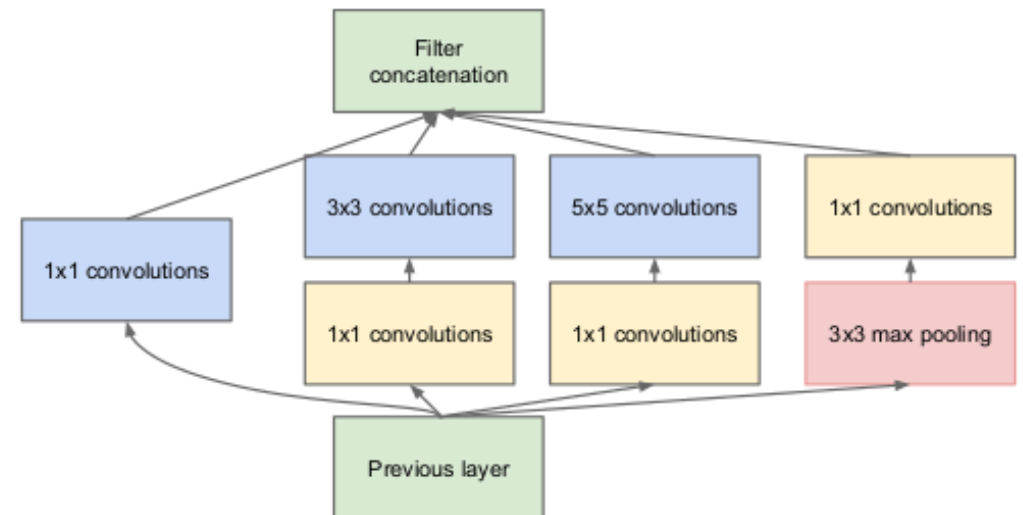 Filter
concatenation
3x3 convolutions
5x5 convolutions
1x1 convolutions
1x1 convolutions
1x1 convolutions
1x1 convolutions
3x3 max pooling
Previous layer